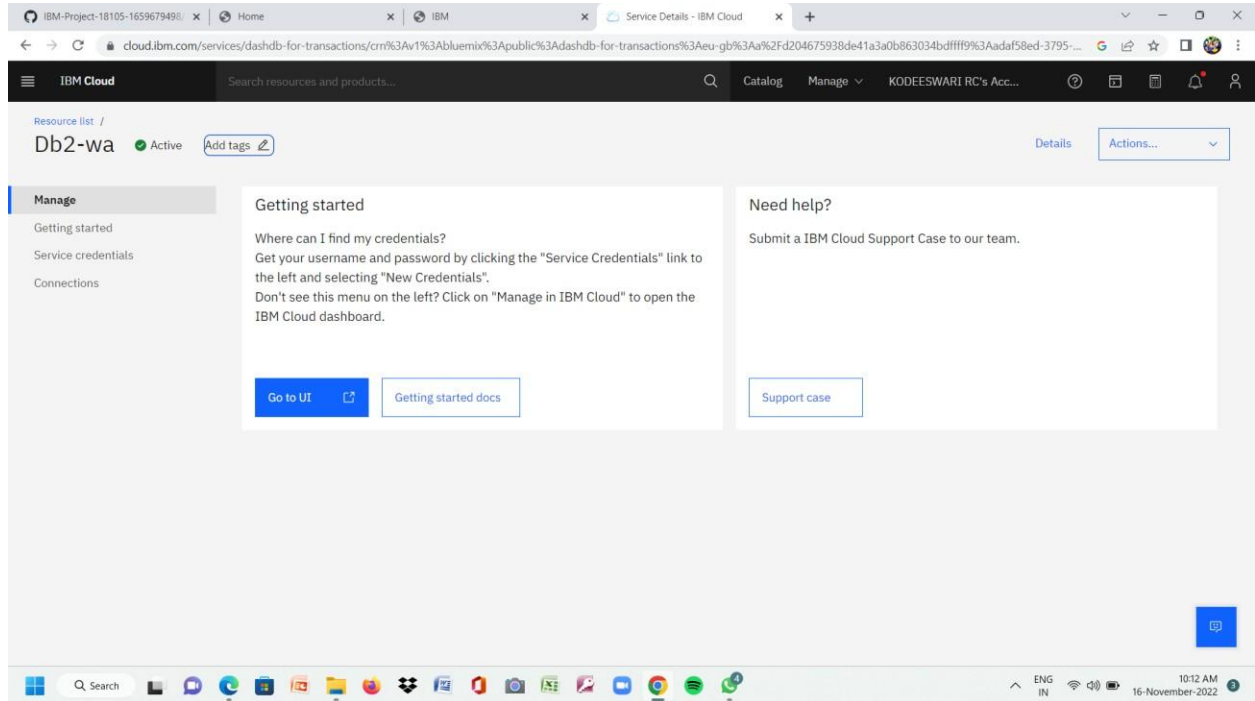 IBM-Project-18105-1659679498/
Home
IBM
Service Details - IBM Cloud
cloud.ibm.com/services/dashdb-for-transactions/crn%3Av1%3Abluemix%3Apublic%3Adashdb-for-transactions%3Aeu-gb%3Aa%2Fd204675938de41a3a0b863034bdffff9%3Aadaf58ed-3795-...
IBM Cloud
Search resources and products...
Catalog
Manage
KODEESWARI RC's Acc...
Resource list /
Db2-wa
Active
Add tags
Details
Actions...
Manage
Getting started
Service credentials
Connections
Getting started
Where can I find my credentials?
Get your username and password by clicking the "Service Credentials" link to
the left and selecting "New Credentials".
Don't see this menu on the left? Click on "Manage in IBM Cloud" to open the
IBM Cloud dashboard.
Go to UI
Getting started docs
Need help?
Submit a IBM Cloud Support Case to our team.
Support case
Search
4
ENG
IN
10:12 AM
16-November-2022
3